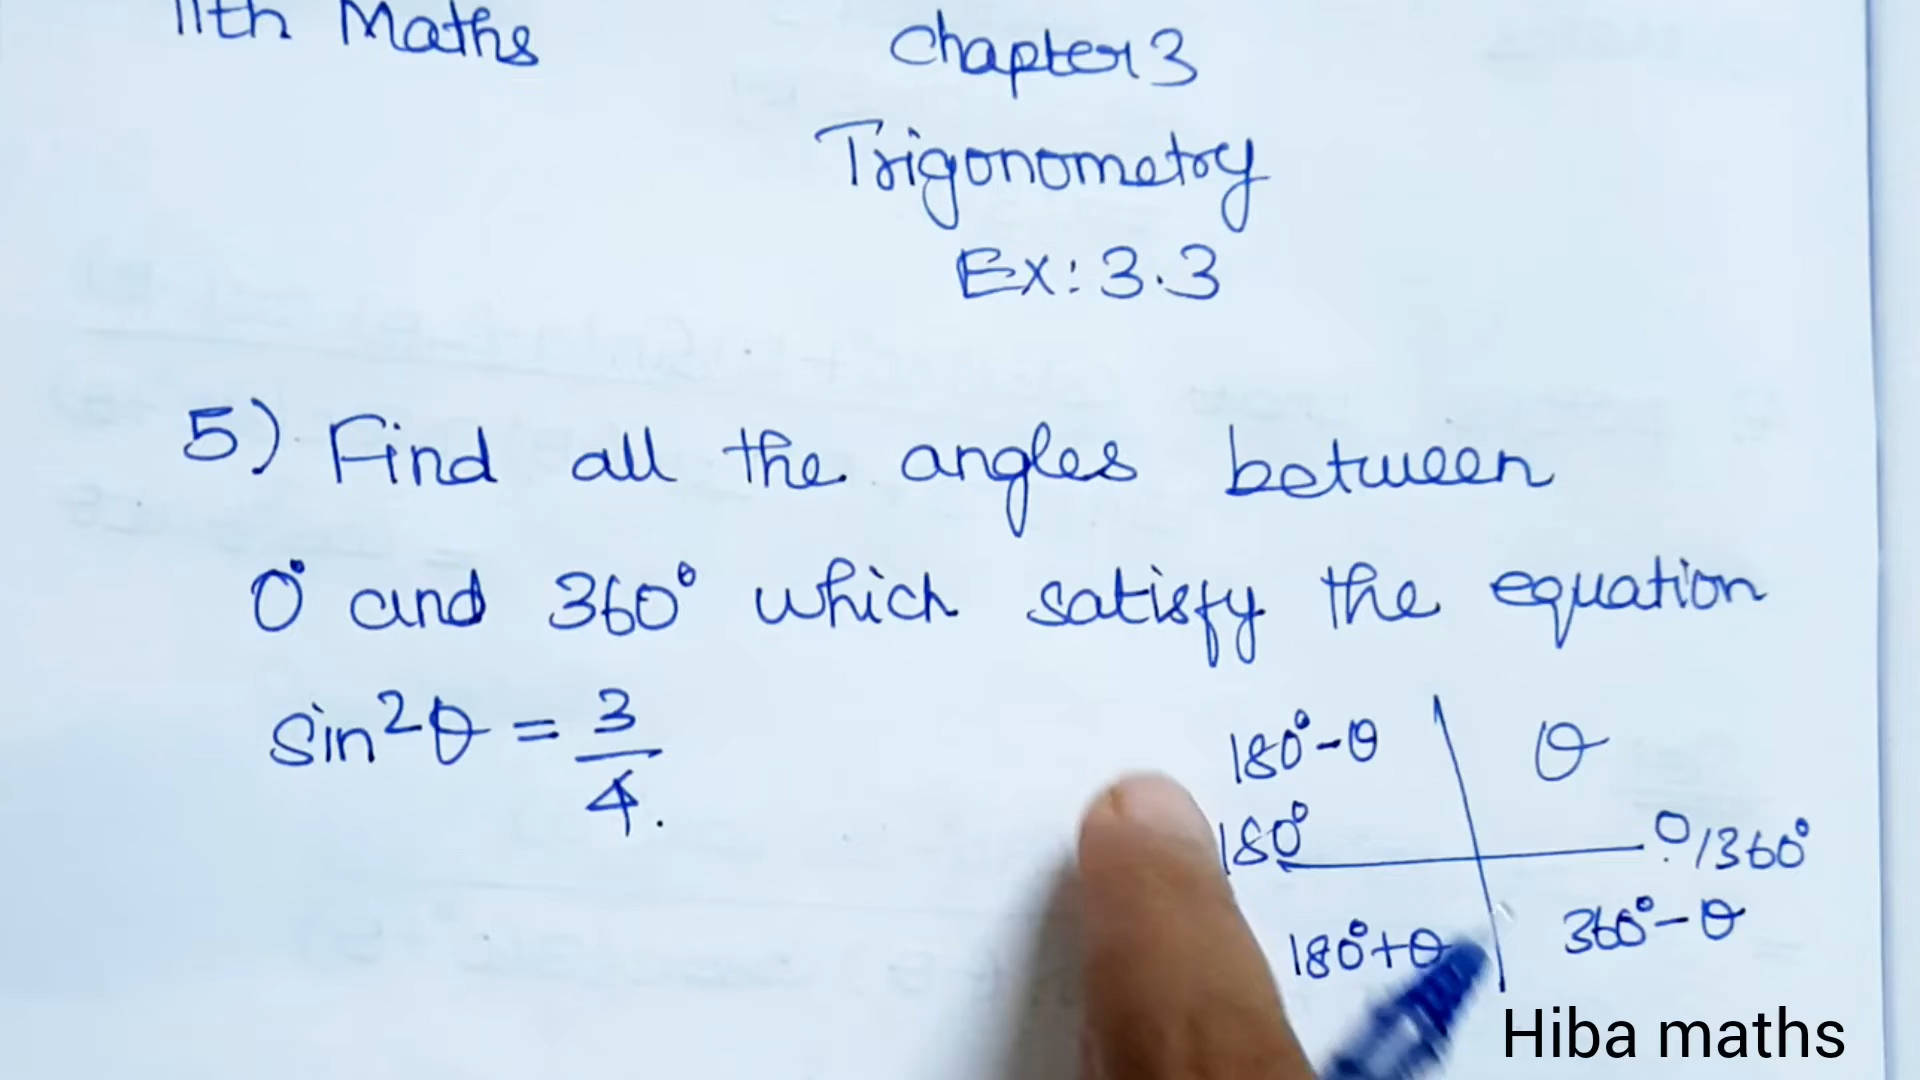 11th Maths
Chapter 3
Trigonometry
Ex: 3.3
5) Find all the angles between
0° and 360° which satisfy the equation
sin²θ = 3/4.
180°-θ
θ
180°
0/360°
180°+θ
360°-θ
Hiba maths